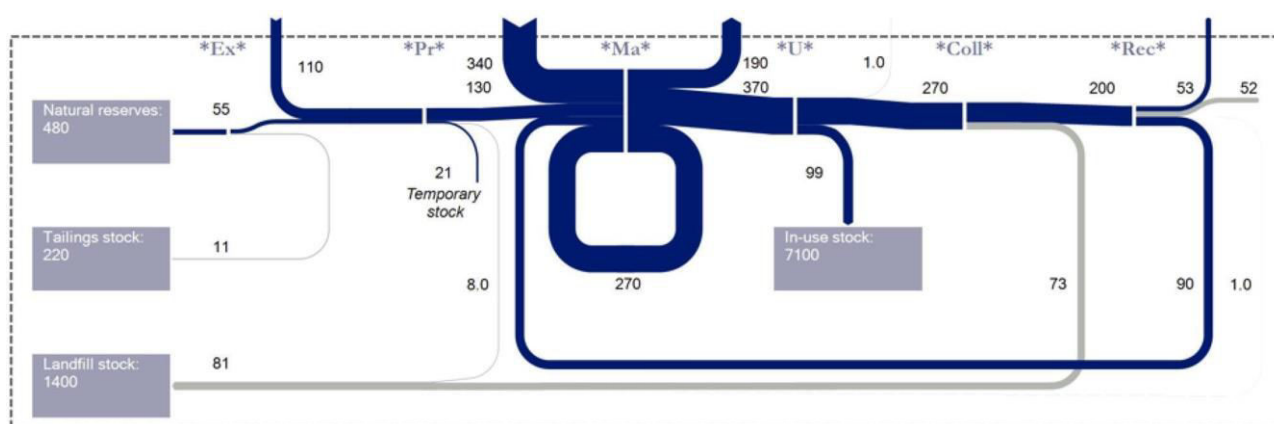 *Ex*
*Pr*
*Ma*
*U*
*Coll*
*Rec*
110
340
190
1.0
130
370
270
200
53
52
Natural reserves:
480
55
21
Temporary
stock
99
Tailings stock:
220
11
In-use stock:
7100
8.0
270
73
90
1.0
Landfill stock:
1400
81